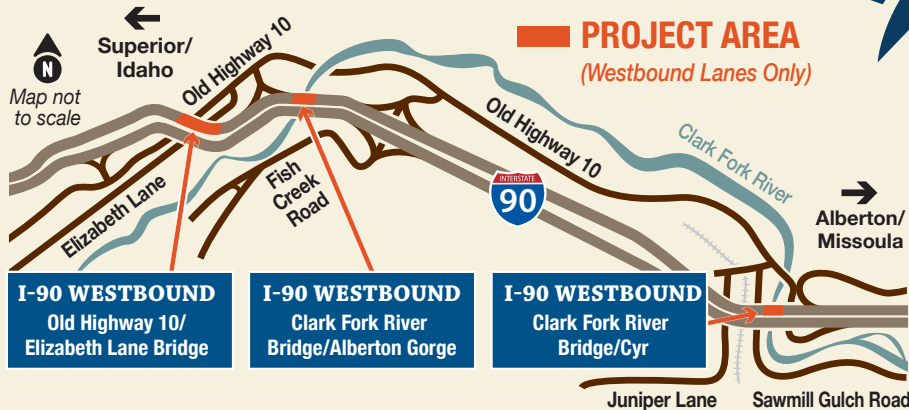 Superior/
Idaho
N
Map not
to scale
Old Highway 10
PROJECT AREA
(Westbound Lanes Only)
Old Highway 10
Clark Fork River
INTERSTATE
90
Alberton/
Missoula
Elizabeth Lane
Fish
Creek
Road
I-90 WESTBOUND
Old Highway 10/
Elizabeth Lane Bridge
I-90 WESTBOUND
Clark Fork River
Bridge/Alberton Gorge
I-90 WESTBOUND
Clark Fork River
Bridge/Cyr
Juniper Lane
Sawmill Gulch Road